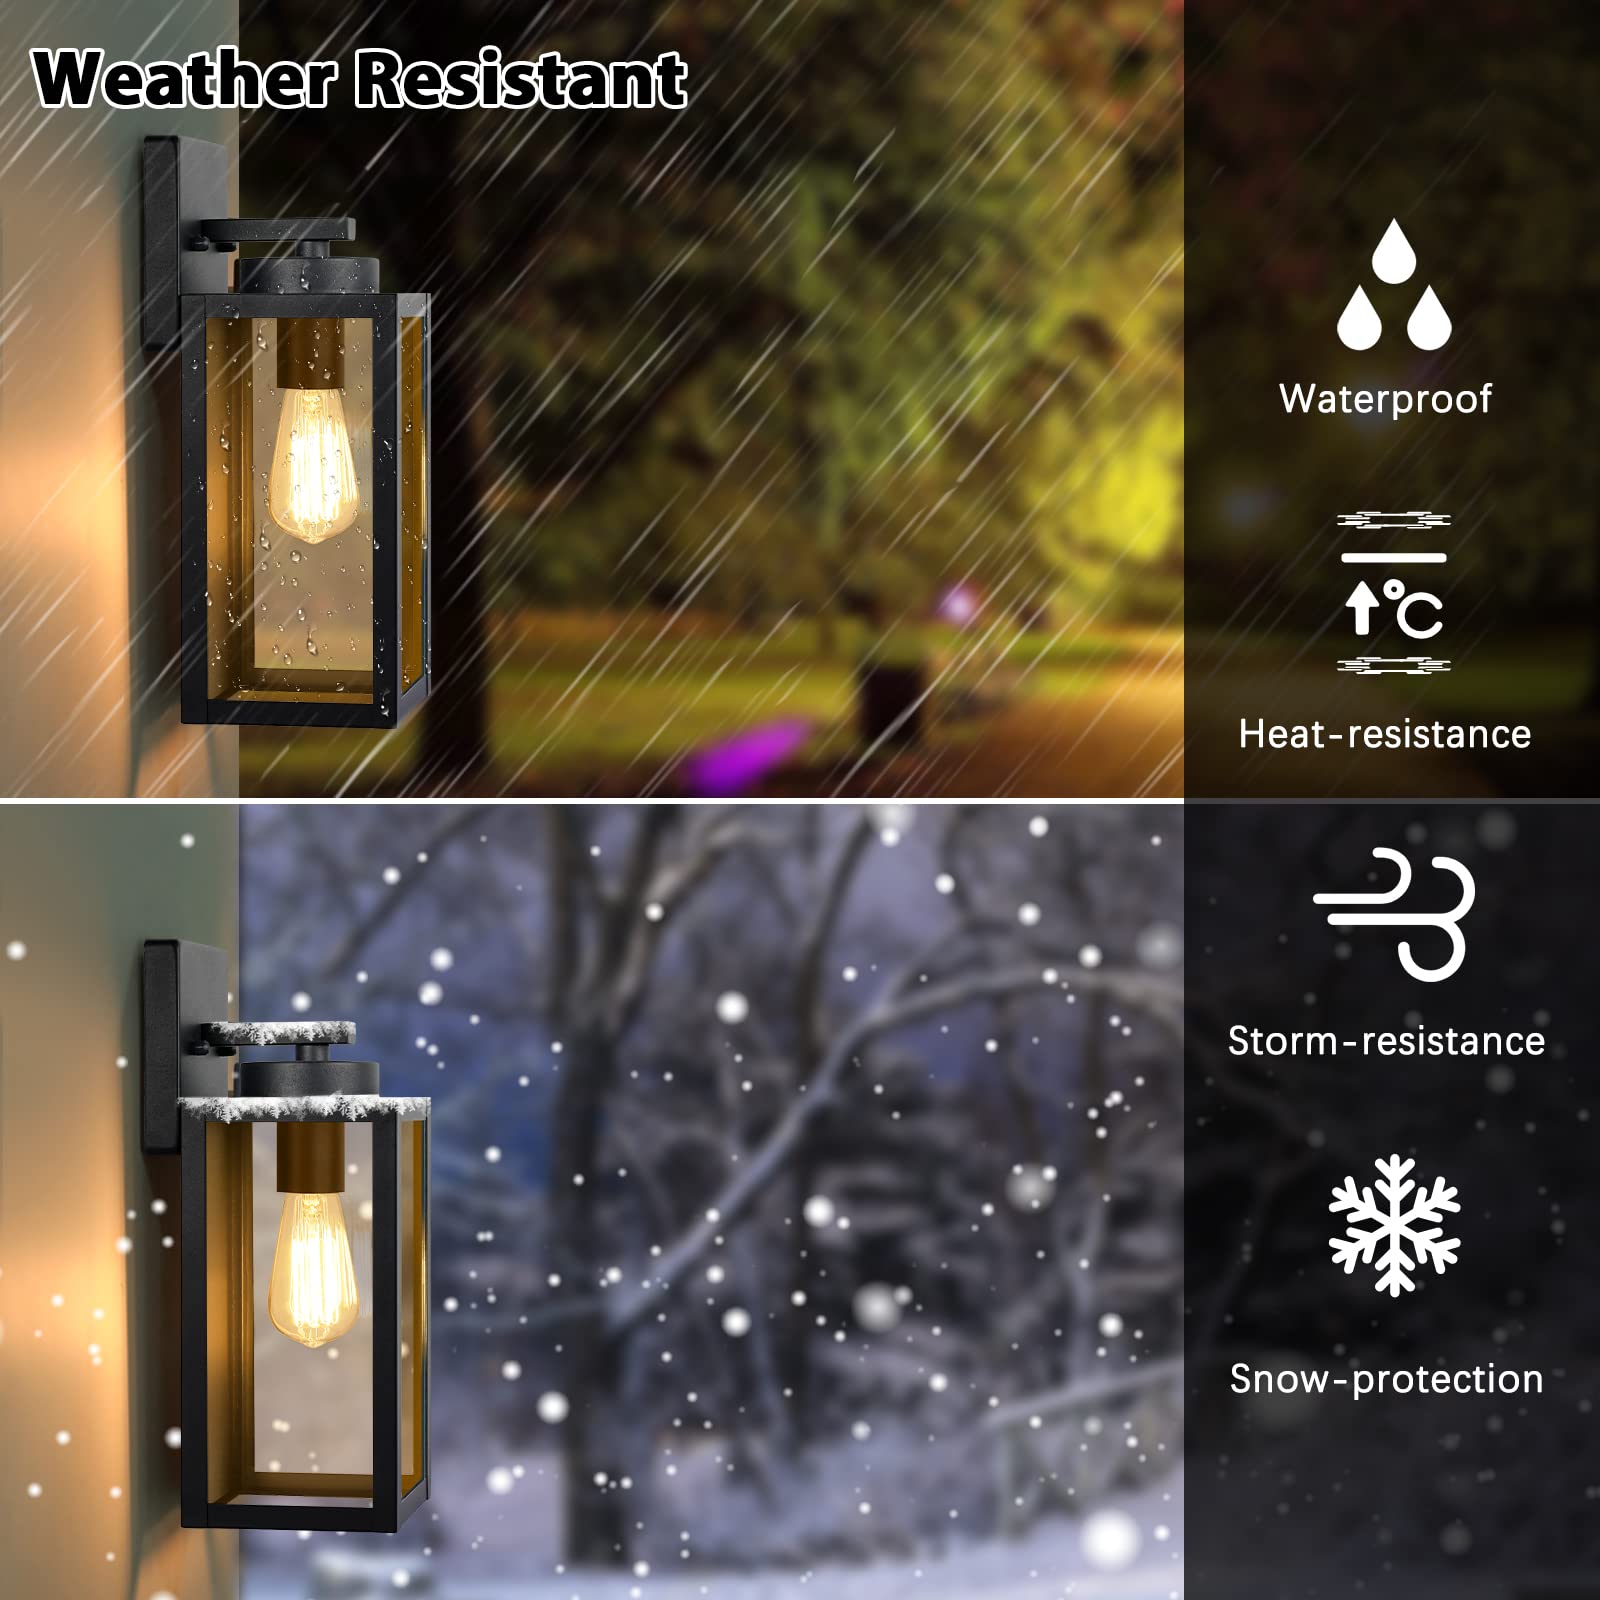 Weather Resistant
Waterproof
↑°C
Heat-resistance
Storm-resistance
Snow-protection